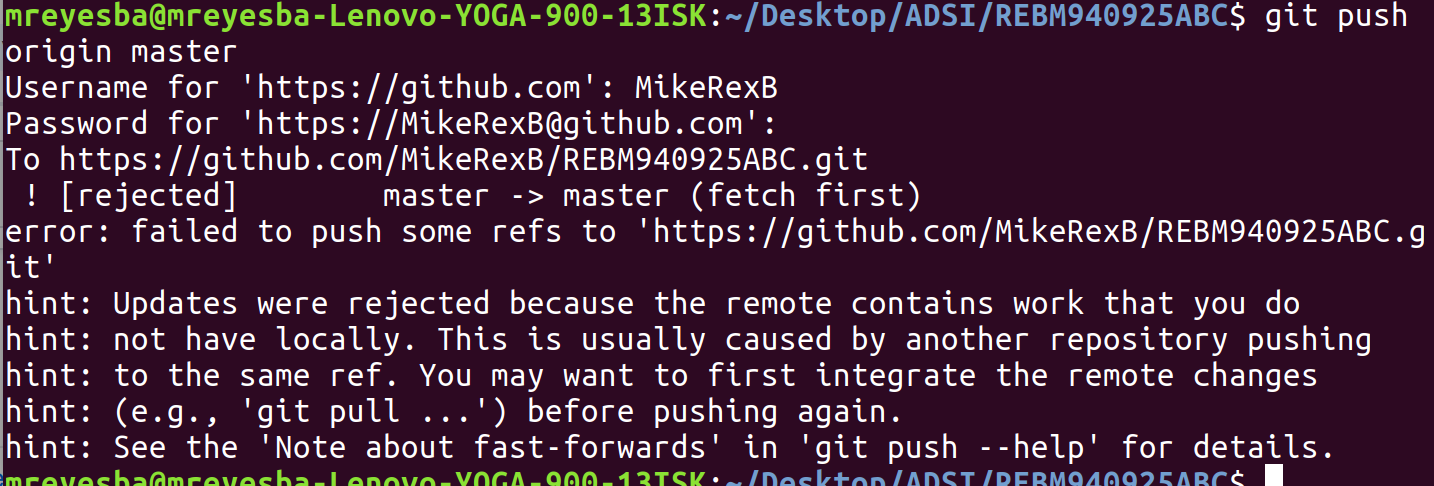 mreyesba@mreyesba-Lenovo-YOGA-900-13ISK:~/Desktop/ADSI/REBM940925ABC$ git push
origin master
Username for 'https://github.com': MikeRexB
Password for 'https://MikeRexB@github.com':
To https://github.com/MikeRexB/REBM940925ABC.git
 ! [rejected]        master -> master (fetch first)
error: failed to push some refs to 'https://github.com/MikeRexB/REBM940925ABC.g
it'
hint: Updates were rejected because the remote contains work that you do
hint: not have locally. This is usually caused by another repository pushing
hint: to the same ref. You may want to first integrate the remote changes
hint: (e.g., 'git pull ...') before pushing again.
hint: See the 'Note about fast-forwards' in 'git push --help' for details.
mreyesba@mreyesba-Lenovo-YOGA-900-13ISK:~/Desktop/ADSI/REBM940925ABC$